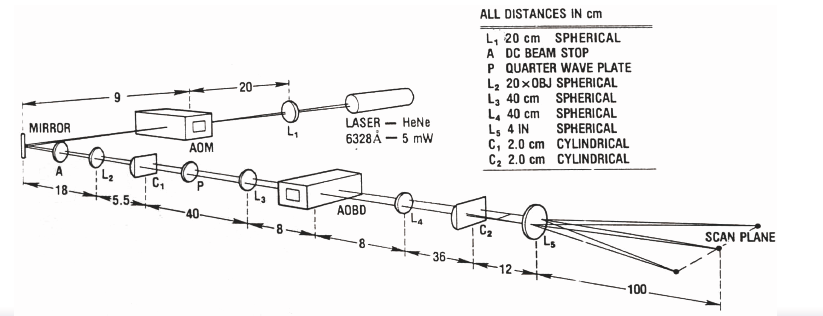 ALL DISTANCES IN cm
L₁ 20 cm SPHERICAL
A DC BEAM STOP
P QUARTER WAVE PLATE
L₂ 20×OBJ SPHERICAL
L₃ 40 cm SPHERICAL
L₄ 40 cm SPHERICAL
L₅ 4 IN SPHERICAL
C₁ 2.0 cm CYLINDRICAL
C₂ 2.0 cm CYLINDRICAL
9
20
MIRROR
AOM
L₁
LASER — HeNe
6328Å — 5 mW
A
L₂
C₁
P
L₃
AOBD
L₄
C₂
L₅
SCAN PLANE
18
5.5
40
8
8
36
12
100